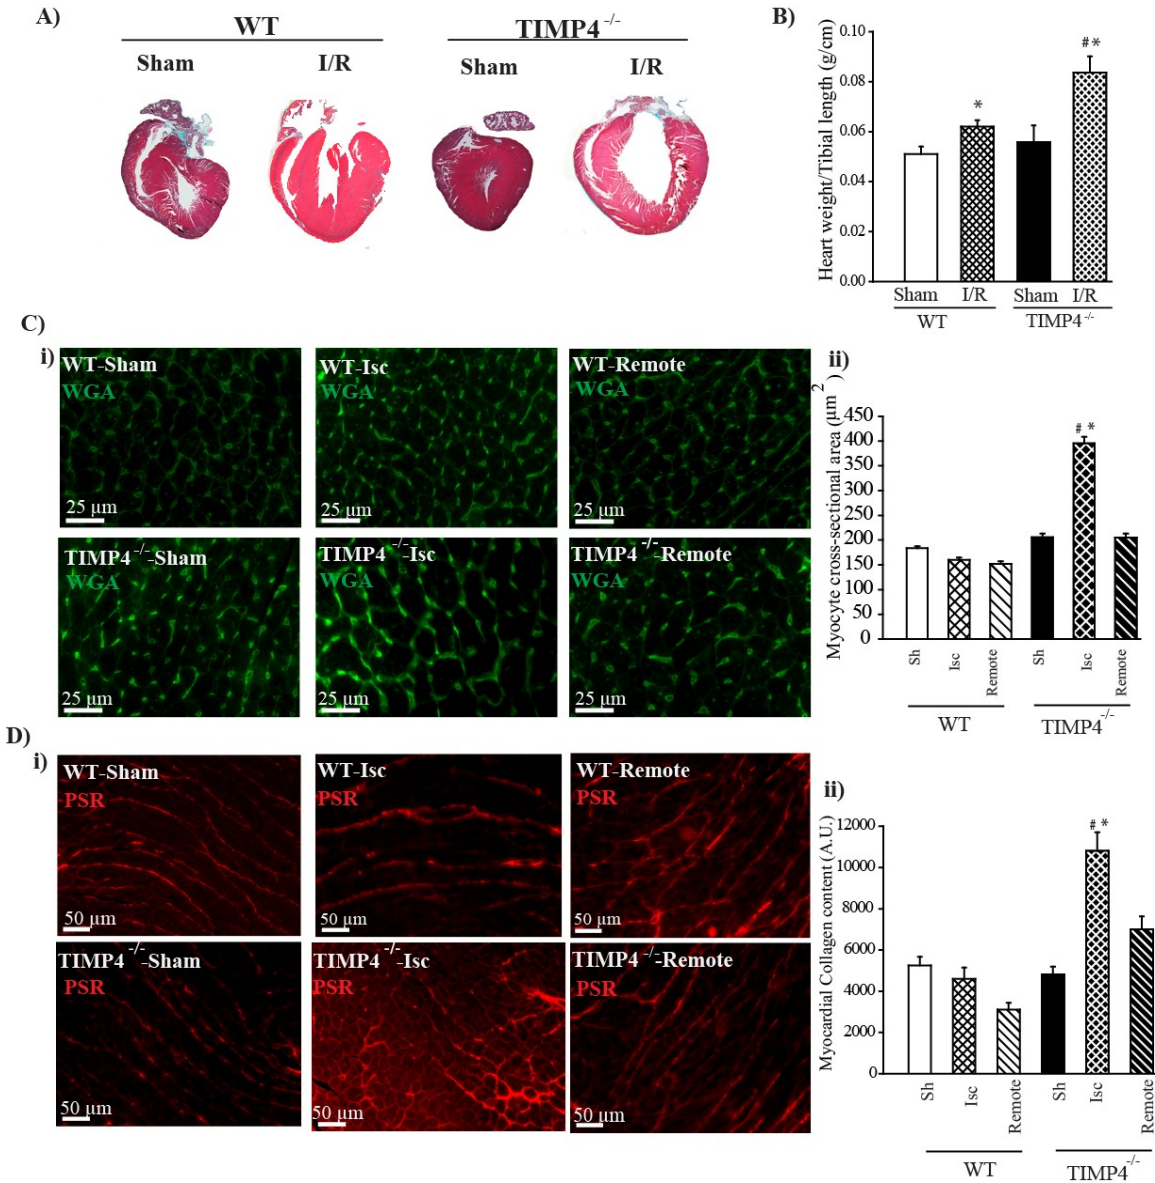 A)
WT
TIMP4-/-
Sham
I/R
Sham
I/R
B)
Heart weight/Tibial length (g/cm)
0.10
0.08
0.06
0.04
0.02
0.00
*
#*
Sham
I/R
Sham
I/R
WT
TIMP4-/-
C)
i)
WT-Sham
WGA
25 µm
WT-Isc
WGA
25 µm
WT-Remote
WGA
25 µm
TIMP4-/--Sham
WGA
25 µm
TIMP4-/--Isc
WGA
25 µm
TIMP4-/--Remote
WGA
25 µm
ii)
Myocyte cross-sectional area (µm2)
450
400
350
300
250
200
150
100
50
0
# *
Sh
Isc
Remote
Sh
Isc
Remote
WT
TIMP4-/-
D)
i)
WT-Sham
PSR
50 µm
WT-Isc
PSR
50 µm
WT-Remote
PSR
50 µm
TIMP4-/--Sham
PSR
50 µm
TIMP4-/--Isc
PSR
50 µm
TIMP4-/--Remote
PSR
50 µm
ii)
Myocardial Collagen content (A.U.)
12000
10000
8000
6000
4000
2000
0
# *
Sh
Isc
Remote
Sh
Isc
Remote
WT
TIMP4-/-